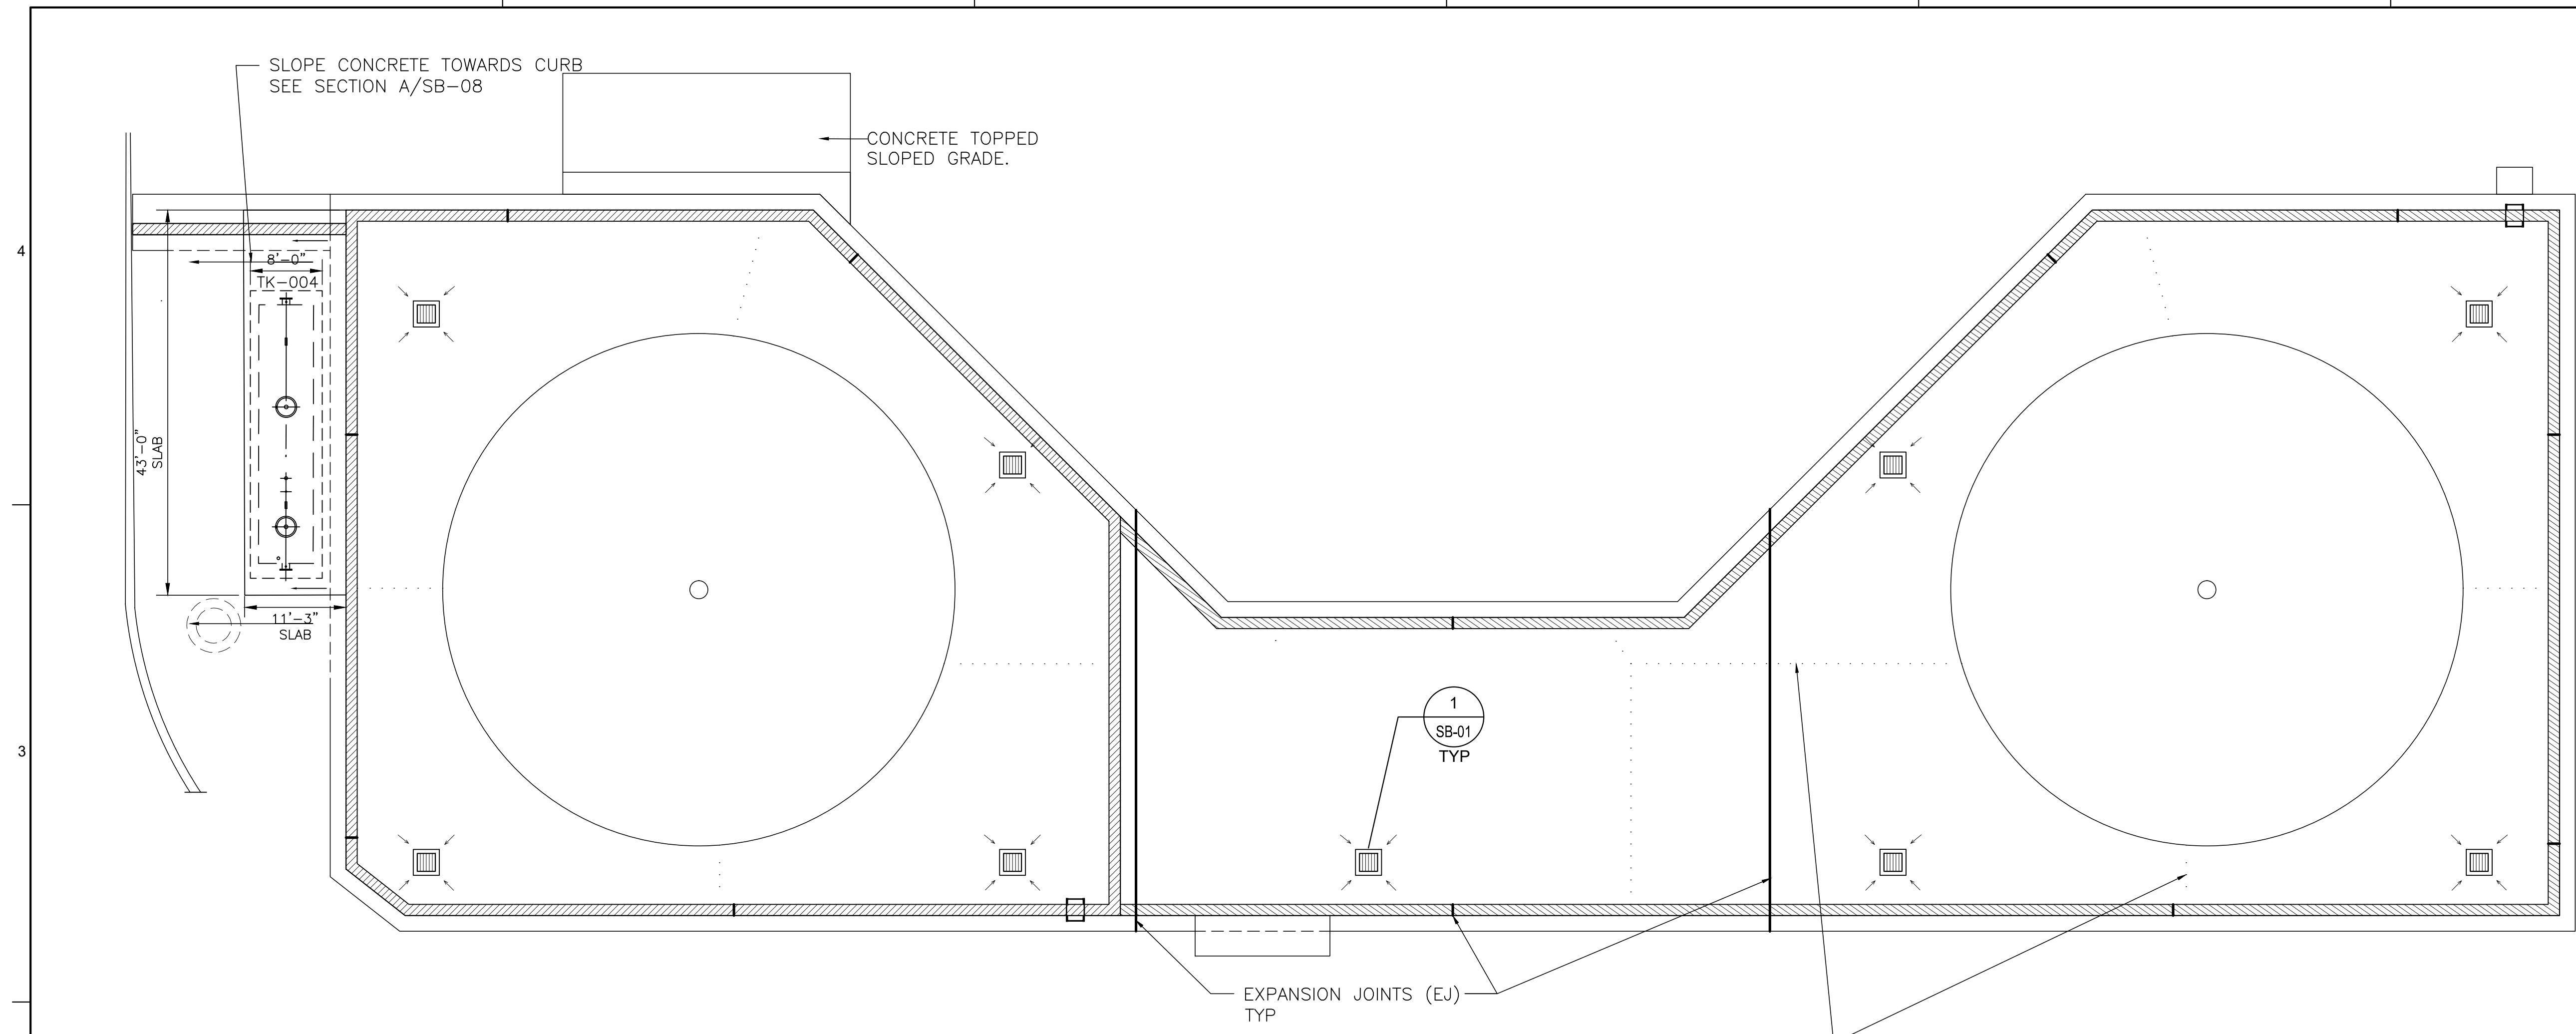 SLOPE CONCRETE TOWARDS CURB
SEE SECTION A/SB-08
CONCRETE TOPPED
SLOPED GRADE.
4
8'-0"
TK-004
43'-0"
SLAB
11'-3"
SLAB
1
SB-01
TYP
3
EXPANSION JOINTS (EJ)
TYP